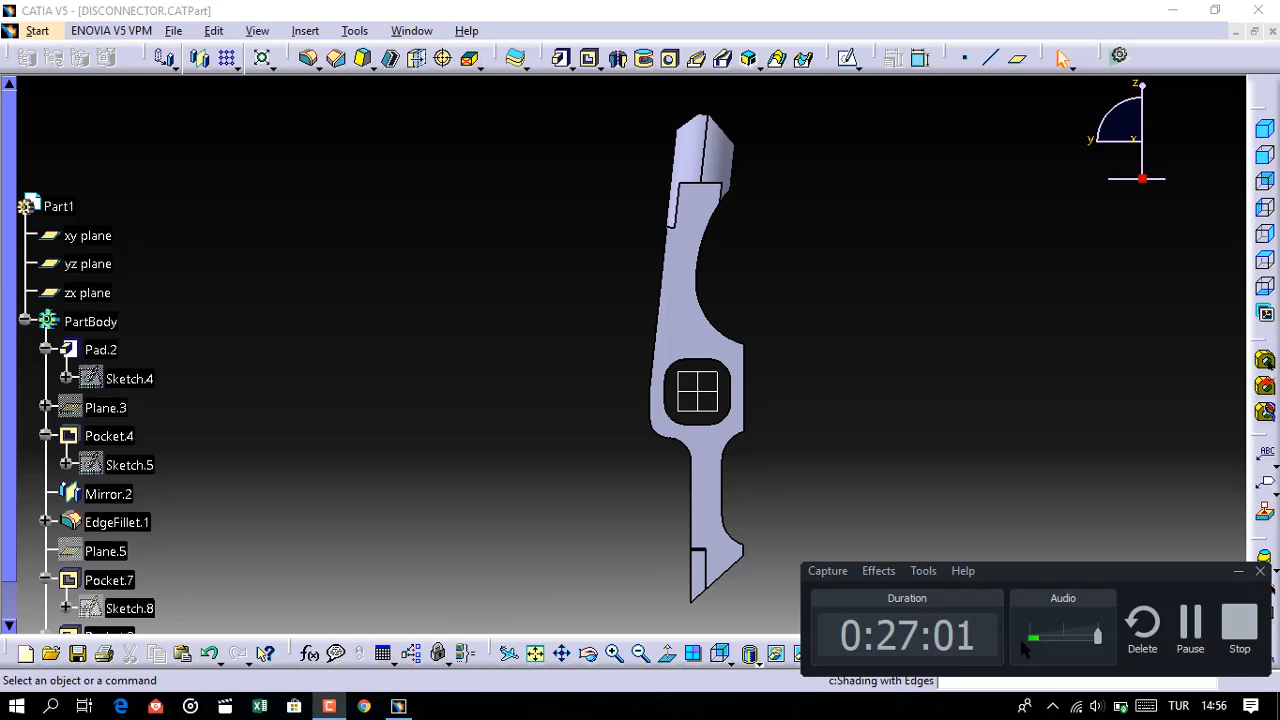 CATIA V5 - [DISCONNECTOR.CATPart]
Start ENOVIA V5 VPM File Edit View Insert Tools Window Help
z
y x
Part1
xy plane
yz plane
zx plane
PartBody
Pad.2
Sketch.4
Plane.3
Pocket.4
Sketch.5
Mirror.2
EdgeFillet.1
Plane.5
Pocket.7
Sketch.8
ABC
Capture Effects Tools Help
Duration Audio
0:27:01
Delete Pause Stop
f(x)
Select an object or a command c:Shading with Edges
TUR 14:56